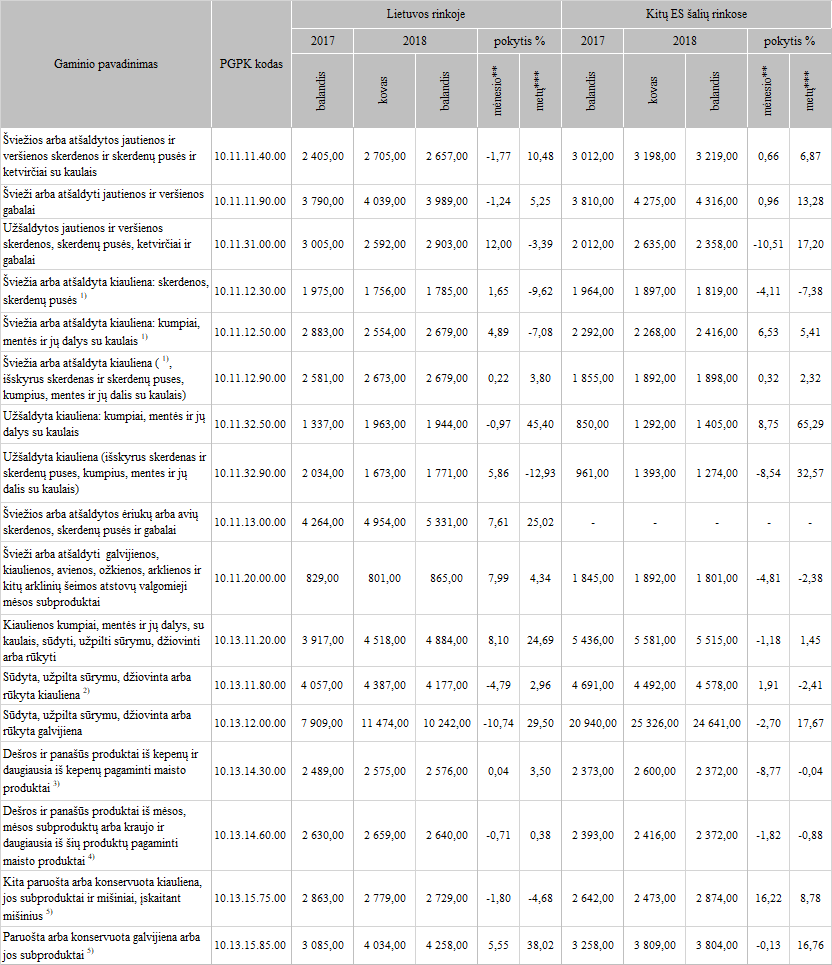 Gaminio pavadinimas PGPK kodas Lietuvos rinkoje Kitų ES šalių rinkose
2017 2018 pokytis % 2017 2018 pokytis %
balandis kovas balandis mėnesio** metų*** balandis kovas balandis mėnesio** metų***
Šviežios arba atšaldytos jautienos ir
veršienos skerdenos ir skerdenų pusės ir
ketvirčiai su kaulais
10.11.11.40.00 2 405,00 2 705,00 2 657,00 -1,77 10,48 3 012,00 3 198,00 3 219,00 0,66 6,87
Švieži arba atšaldyti jautienos ir veršienos
gabalai
10.11.11.90.00 3 790,00 4 039,00 3 989,00 -1,24 5,25 3 810,00 4 275,00 4 316,00 0,96 13,28
Užšaldytos jautienos ir veršienos
skerdenos, skerdenų pusės, ketvirčiai ir
gabalai
10.11.31.00.00 3 005,00 2 592,00 2 903,00 12,00 -3,39 2 012,00 2 635,00 2 358,00 -10,51 17,20
Šviežia arba atšaldyta kiauliena: skerdenos,
skerdenų pusės 1)
10.11.12.30.00 1 975,00 1 756,00 1 785,00 1,65 -9,62 1 964,00 1 897,00 1 819,00 -4,11 -7,38
Šviežia arba atšaldyta kiauliena: kumpiai,
mentės ir jų dalys su kaulais 1)
10.11.12.50.00 2 883,00 2 554,00 2 679,00 4,89 -7,08 2 292,00 2 268,00 2 416,00 6,53 5,41
Šviežia arba atšaldyta kiauliena ( 1),
išskyrus skerdenas ir skerdenų puses,
kumpius, mentes ir jų dalis su kaulais)
10.11.12.90.00 2 581,00 2 673,00 2 679,00 0,22 3,80 1 855,00 1 892,00 1 898,00 0,32 2,32
Užšaldyta kiauliena: kumpiai, mentės ir jų
dalys su kaulais
10.11.32.50.00 1 337,00 1 963,00 1 944,00 -0,97 45,40 850,00 1 292,00 1 405,00 8,75 65,29
Užšaldyta kiauliena (išskyrus skerdenas ir
skerdenų puses, kumpius, mentes ir jų
dalis su kaulais)
10.11.32.90.00 2 034,00 1 673,00 1 771,00 5,86 -12,93 961,00 1 393,00 1 274,00 -8,54 32,57
Šviežios arba atšaldytos ėriukų arba avių
skerdenos, skerdenų pusės ir gabalai
10.11.13.00.00 4 264,00 4 954,00 5 331,00 7,61 25,02 - - - - -
Švieži arba atšaldyti galvijienos,
kiaulienos, avienos, ožkienos, arklienos ir
kitų arklinių šeimos atstovų valgomieji
mėsos subproduktai
10.11.20.00.00 829,00 801,00 865,00 7,99 4,34 1 845,00 1 892,00 1 801,00 -4,81 -2,38
Kiaulienos kumpiai, mentės ir jų dalys, su
kaulais, sūdyti, užpilti sūrymu, džiovinti
arba rūkyti
10.13.11.20.00 3 917,00 4 518,00 4 884,00 8,10 24,69 5 436,00 5 581,00 5 515,00 -1,18 1,45
Sūdyta, užpilta sūrymu, džiovinta arba
rūkyta kiauliena 2)
10.13.11.80.00 4 057,00 4 387,00 4 177,00 -4,79 2,96 4 691,00 4 492,00 4 578,00 1,91 -2,41
Sūdyta, užpilta sūrymu, džiovinta arba
rūkyta galvijiena
10.13.12.00.00 7 909,00 11 474,00 10 242,00 -10,74 29,50 20 940,00 25 326,00 24 641,00 -2,70 17,67
Dešros ir panašūs produktai iš kepenų ir
daugiausia iš kepenų pagaminti maisto
produktai 3)
10.13.14.30.00 2 489,00 2 575,00 2 576,00 0,04 3,50 2 373,00 2 600,00 2 372,00 -8,77 -0,04
Dešros ir panašūs produktai iš mėsos,
mėsos subproduktų arba kraujo ir
daugiausia iš šių produktų pagaminti
maisto produktai 4)
10.13.14.60.00 2 630,00 2 659,00 2 640,00 -0,71 0,38 2 393,00 2 416,00 2 372,00 -1,82 -0,88
Kita paruošta arba konservuota kiauliena,
jos subproduktai ir mišiniai, įskaitant
mišinius 5)
10.13.15.75.00 2 863,00 2 779,00 2 729,00 -1,80 -4,68 2 642,00 2 473,00 2 874,00 16,22 8,78
Paruošta arba konservuota galvijiena arba
jos subproduktai 5)
10.13.15.85.00 3 085,00 4 034,00 4 258,00 5,55 38,02 3 258,00 3 809,00 3 804,00 -0,13 16,76